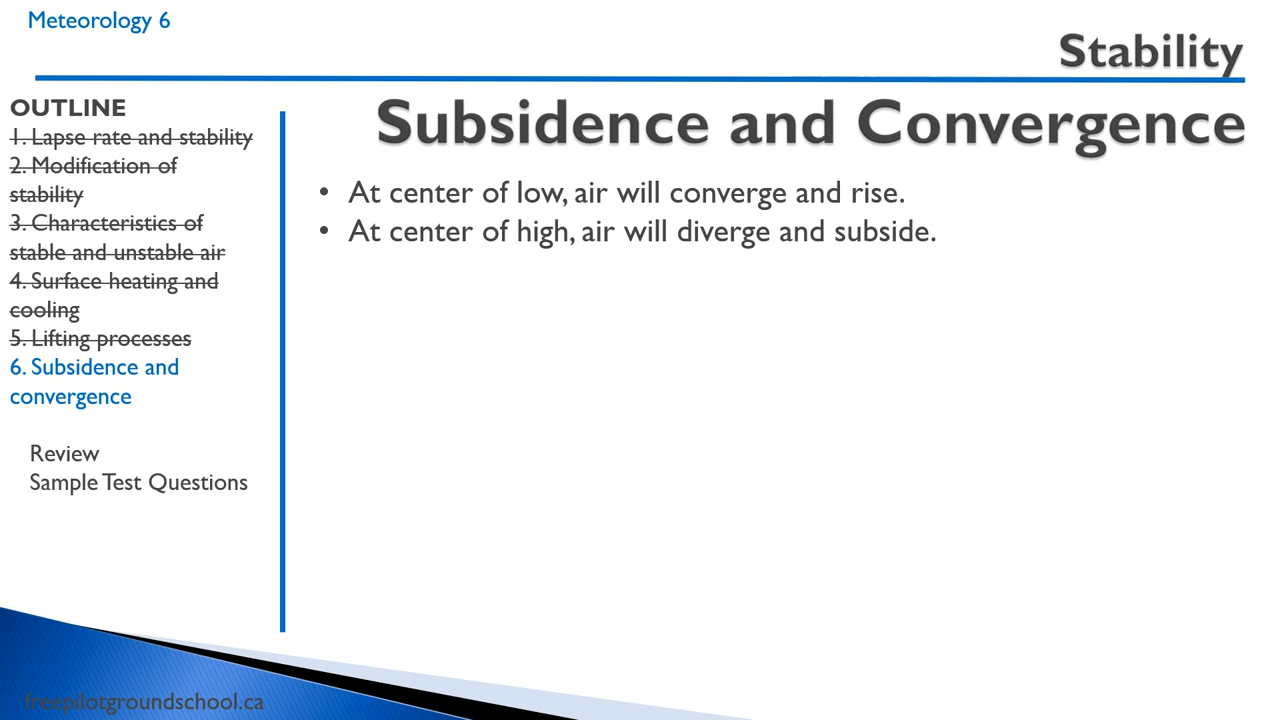 Meteorology 6
Stability
OUTLINE
1. Lapse rate and stability
2. Modification of
stability
3. Characteristics of
stable and unstable air
4. Surface heating and
cooling
5. Lifting processes
6. Subsidence and
convergence
Review
Sample Test Questions
Subsidence and Convergence
• At center of low, air will converge and rise.
• At center of high, air will diverge and subside.
freepilotgroundschool.ca